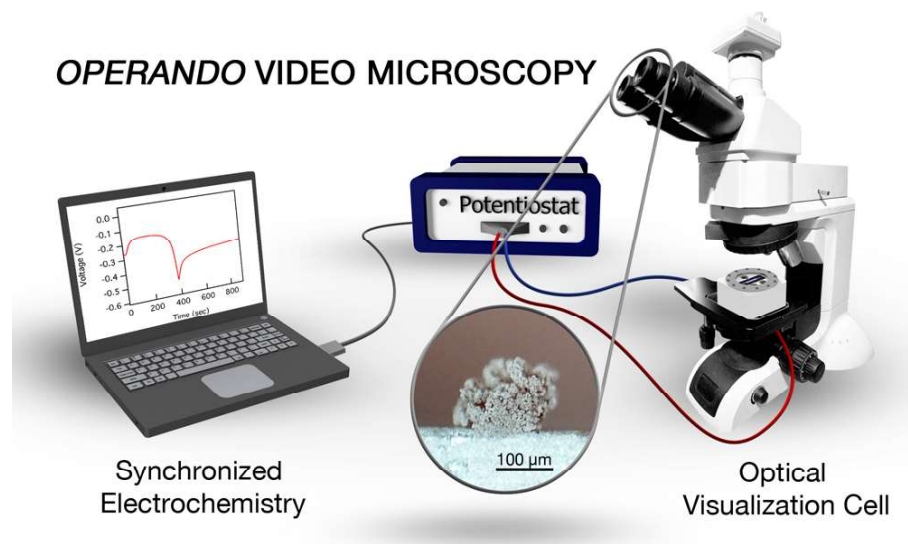 OPERANDO VIDEO MICROSCOPY
Potentiostat
0.0
-0.1
-0.2
-0.3
-0.4
-0.5
-0.6
Voltage (V)
0 200 400 600 800
Time (sec)
100 µm
Synchronized
Electrochemistry
Optical
Visualization Cell